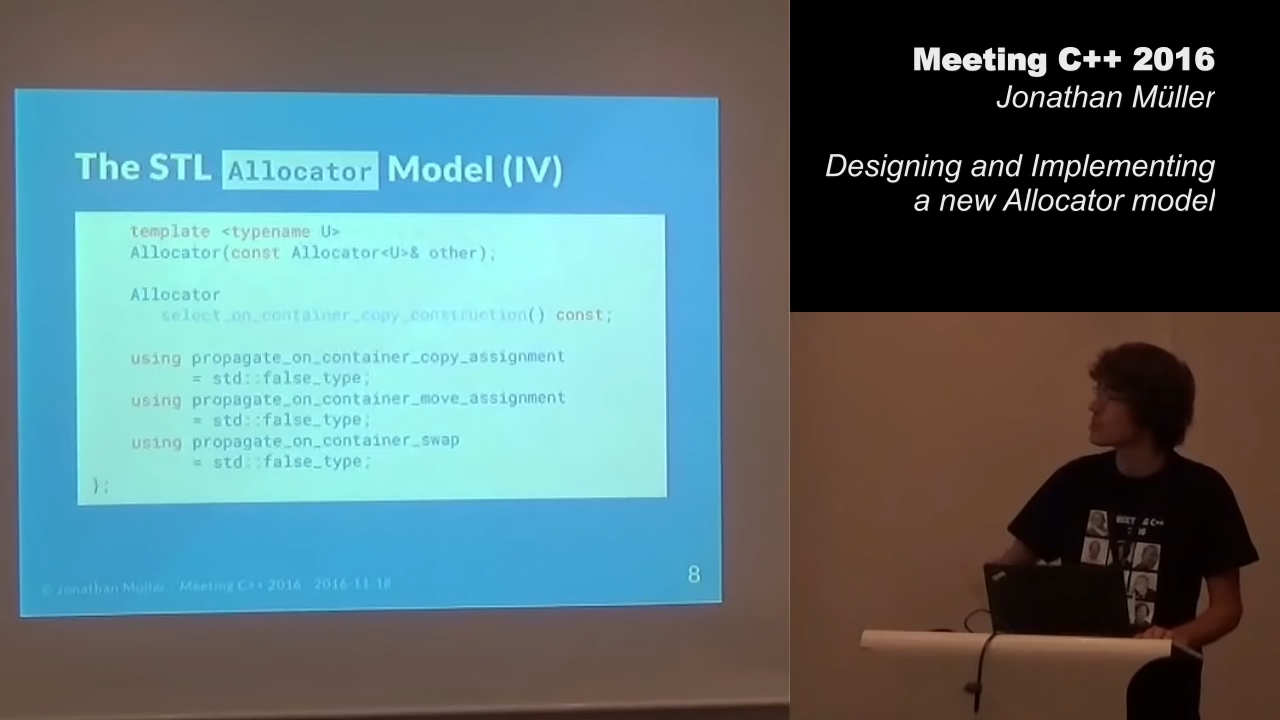 Meeting C++ 2016
Jonathan Müller
Designing and Implementing
a new Allocator model
The STL Allocator Model (IV)
template <typename U>
Allocator(const Allocator<U>& other);
Allocator
select_on_container_copy_construction() const;
using propagate_on_container_copy_assignment
= std::false_type;
using propagate_on_container_move_assignment
= std::false_type;
using propagate_on_container_swap
= std::false_type;
};
© Jonathan Müller - Meeting C++ 2016 - 2016-11-18
8